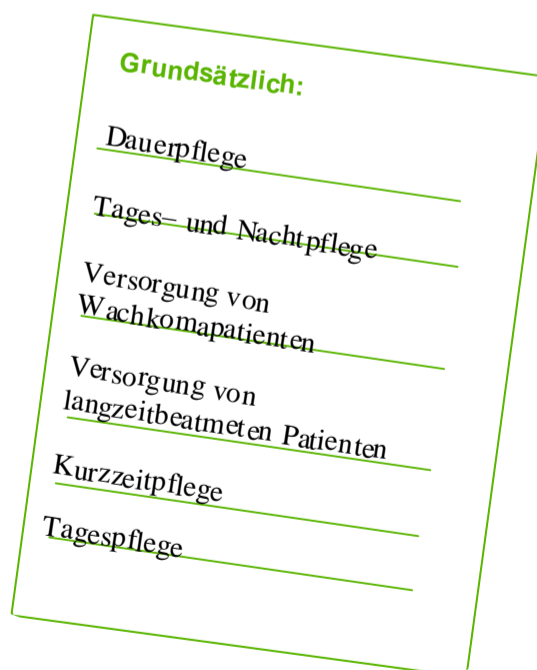 Grundsätzlich:
Dauerpflege
Tages– und Nachtpflege
Versorgung von
Wachkomapatienten
Versorgung von
langzeitbeatmeten Patienten
Kurzzeitpflege
Tagespflege